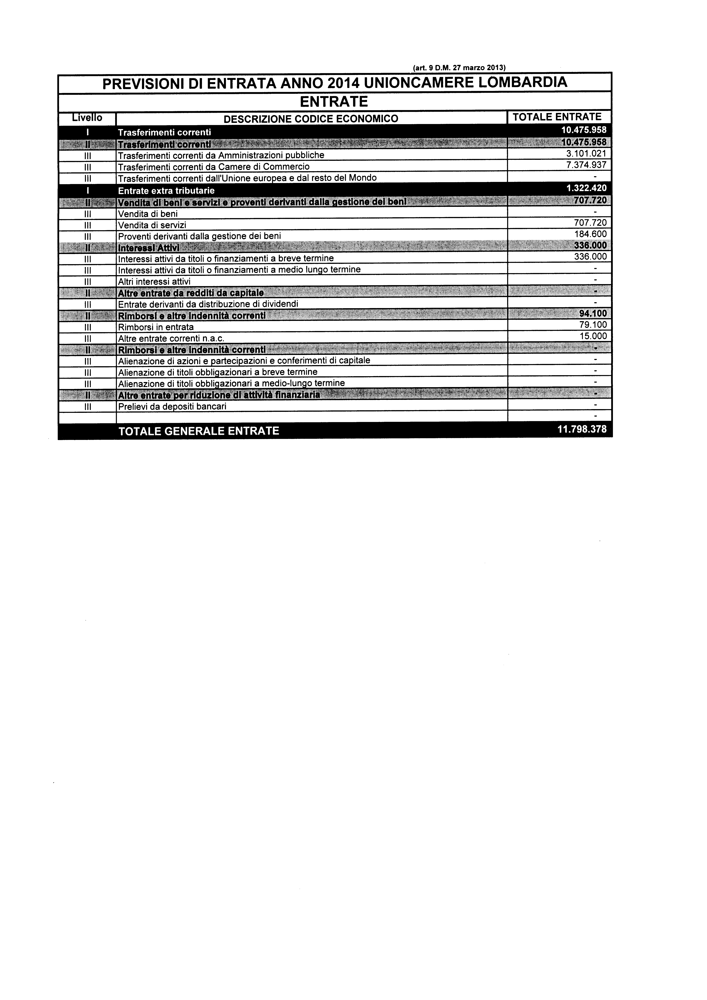 (art. 9 D.M. 27 marzo 2013)
PREVISIONI DI ENTRATA ANNO 2014 UNIONCAMERE LOMBARDIA
ENTRATE
Livello DESCRIZIONE CODICE ECONOMICO TOTALE ENTRATE
I Trasferimenti correnti 10.475.958
II Trasferimenti correnti 10.475.958
III Trasferimenti correnti da Amministrazioni pubbliche 3.101.021
III Trasferimenti correnti da Camere di Commercio 7.374.937
III Trasferimenti correnti dall'Unione europea e dal resto del Mondo -
I Entrate extra tributarie 1.322.420
II Vendita di beni e servizi e proventi derivanti dalla gestione dei beni 707.720
III Vendita di beni -
III Vendita di servizi 707.720
III Proventi derivanti dalla gestione dei beni 184.600
II Interessi Attivi 336.000
III Interessi attivi da titoli o finanziamenti a breve termine 336.000
III Interessi attivi da titoli o finanziamenti a medio lungo termine -
III Altri interessi attivi -
II Altre entrate da redditi da capitale -
III Entrate derivanti da distribuzione di dividendi -
II Rimborsi e altre indennità correnti 94.100
III Rimborsi in entrata 79.100
III Altre entrate correnti n.a.c. 15.000
II Rimborsi e altre indennità correnti -
III Alienazione di azioni e partecipazioni e conferimenti di capitale -
III Alienazione di titoli obbligazionari a breve termine -
III Alienazione di titoli obbligazionari a medio-lungo termine -
II Altre entrate per riduzione di attività finanziaria -
III Prelievi da depositi bancari -
-
TOTALE GENERALE ENTRATE 11.798.378